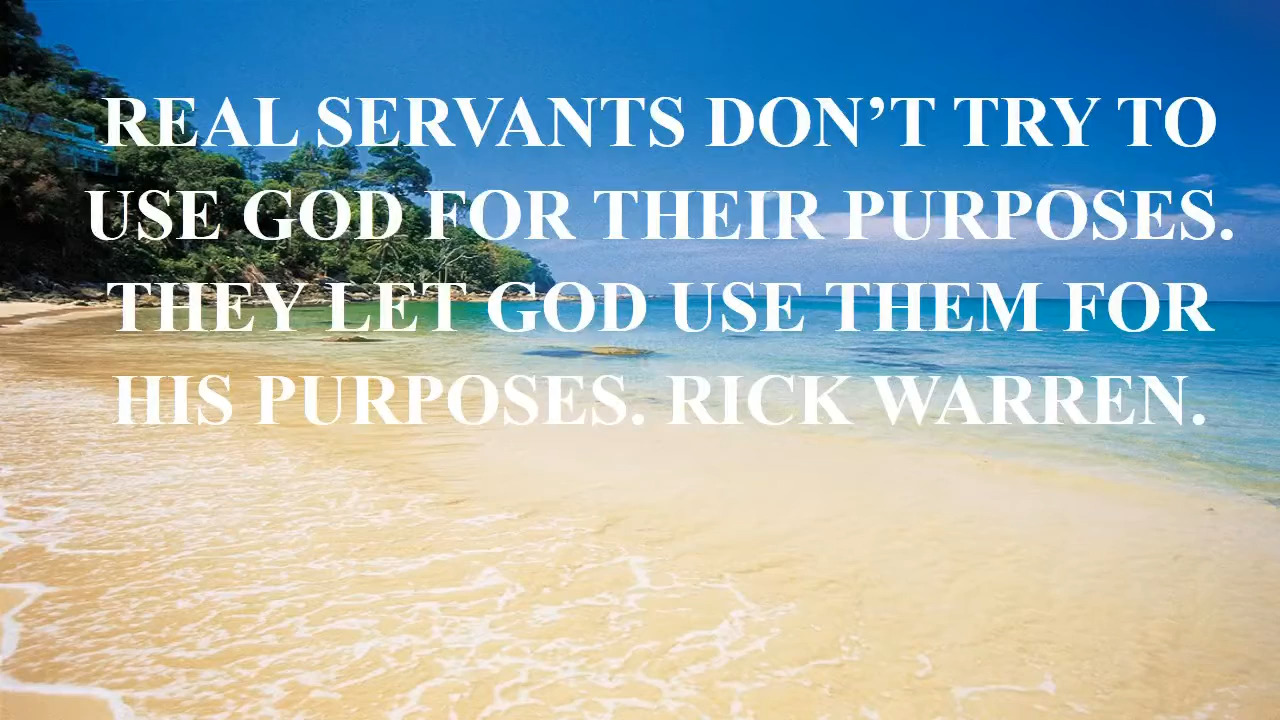 REAL SERVANTS DON’T TRY TO
USE GOD FOR THEIR PURPOSES.
THEY LET GOD USE THEM FOR
HIS PURPOSES. RICK WARREN.